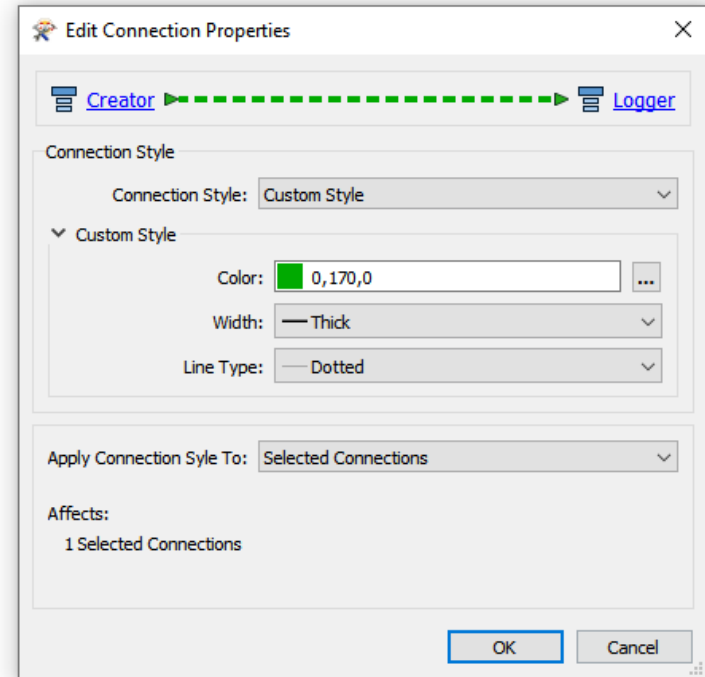 Edit Connection Properties
Creator Logger
Connection Style
Connection Style: Custom Style
Custom Style
Color: 0,170,0 ...
Width: Thick
Line Type: Dotted
Apply Connection Syle To: Selected Connections
Affects:
1 Selected Connections
OK Cancel